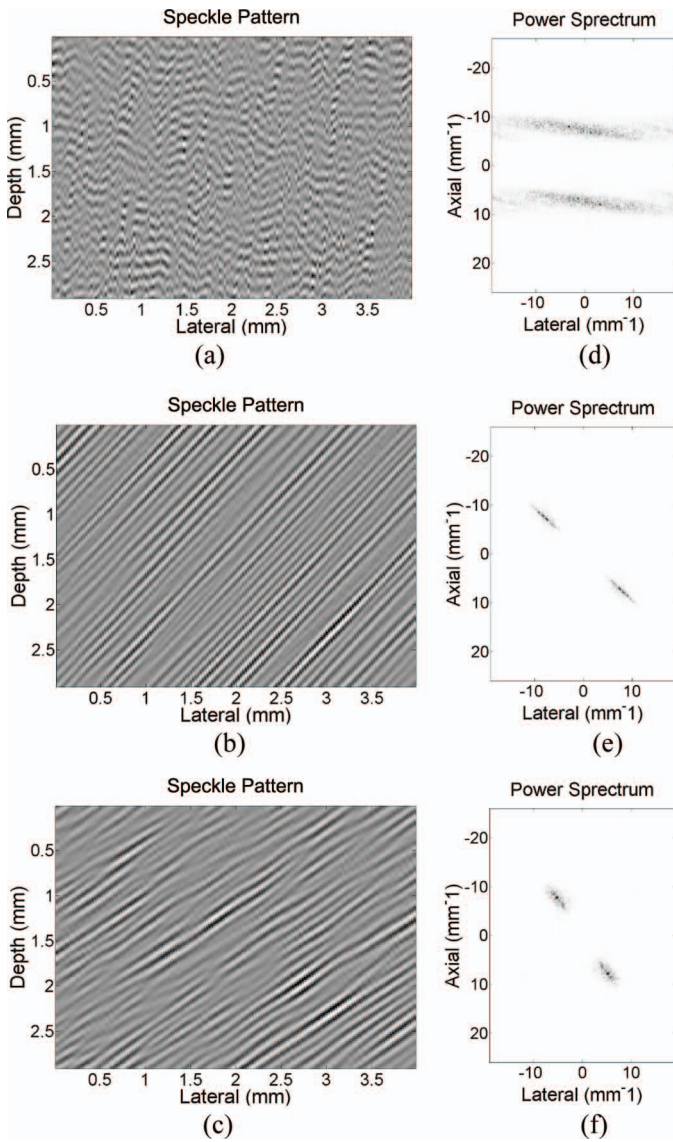 Speckle Pattern
Depth (mm)
0.5
1
1.5
2
2.5
0.5 1 1.5 2 2.5 3 3.5
Lateral (mm)
(a)
Power Sprectrum
Axial (mm-1)
-20
-10
0
10
20
-10 0 10
Lateral (mm-1)
(d)
Speckle Pattern
Depth (mm)
0.5
1
1.5
2
2.5
0.5 1 1.5 2 2.5 3 3.5
Lateral (mm)
(b)
Power Sprectrum
Axial (mm-1)
-20
-10
0
10
20
-10 0 10
Lateral (mm-1)
(e)
Speckle Pattern
Depth (mm)
0.5
1
1.5
2
2.5
0.5 1 1.5 2 2.5 3 3.5
Lateral (mm)
(c)
Power Sprectrum
Axial (mm-1)
-20
-10
0
10
20
-10 0 10
Lateral (mm-1)
(f)